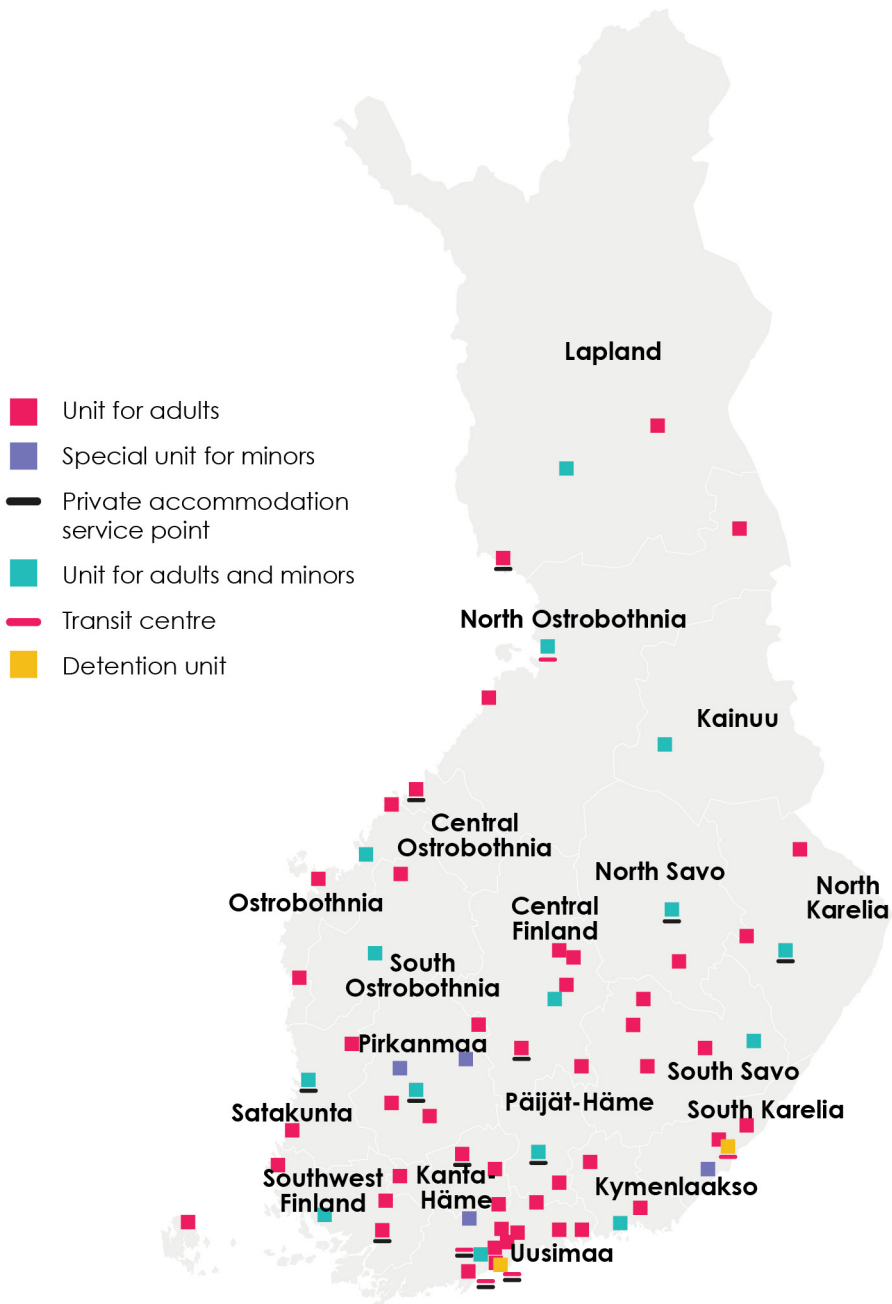 Lapland
Unit for adults
Special unit for minors
Private accommodation
service point
Unit for adults and minors
Transit centre
Detention unit
North Ostrobothnia
Kainuu
Central
Ostrobothnia
North Savo
North
Karelia
Ostrobothnia
Central
Finland
South
Ostrobothnia
Pirkanmaa
South Savo
Päijät-Häme
South Karelia
Satakunta
Southwest
Finland
Kanta-
Häme
Kymenlaakso
Uusimaa